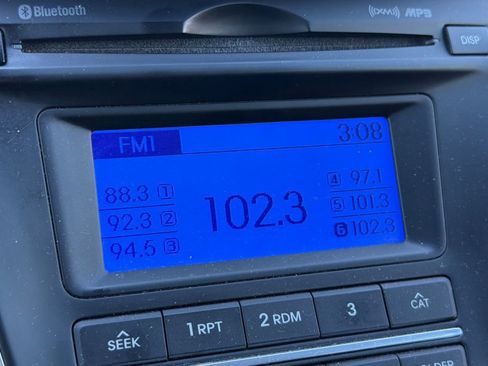 Bluetooth
XM MP3
DISP
FM1 3:08
88.3 1
92.3 2
94.5 3
102.3
4 97.1
5 101.3
6 102.3
SEEK
1 RPT
2 RDM
3
CAT